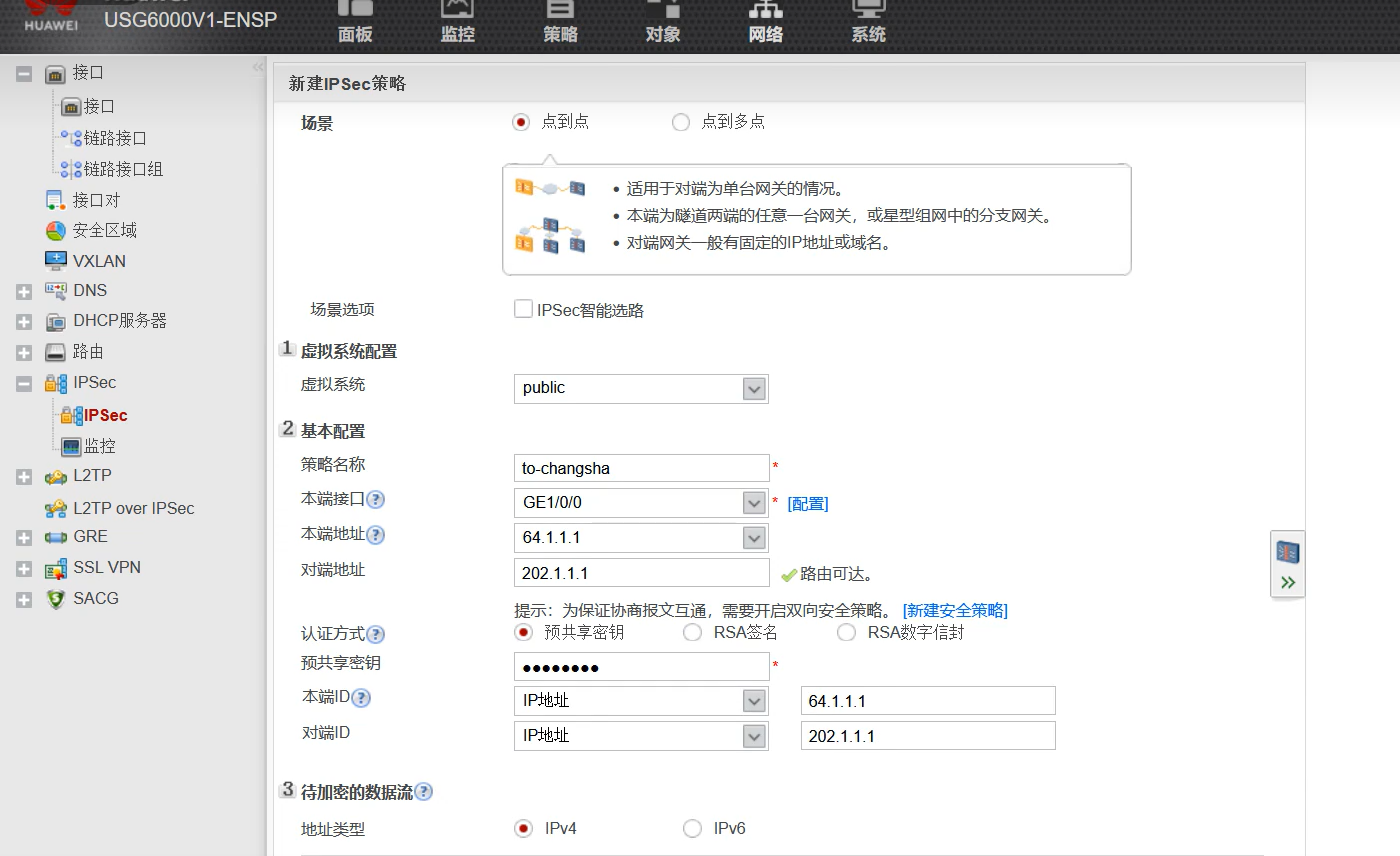 HUAWEI
USG6000V1-ENSP
面板
监控
策略
对象
网络
系统
接口
接口
链路接口
链路接口组
接口对
安全区域
VXLAN
DNS
DHCP服务器
路由
IPSec
IPSec
监控
L2TP
L2TP over IPSec
GRE
SSL VPN
SACG
新建IPSec策略
场景
点到点
点到多点
• 适用于对端为单台网关的情况。
• 本端为隧道两端的任意一台网关，或星型组网中的分支网关。
• 对端网关一般有固定的IP地址或域名。
场景选项
IPSec智能选路
1 虚拟系统配置
虚拟系统
public
2 基本配置
策略名称
to-changsha *
本端接口
GE1/0/0 * [配置]
本端地址
64.1.1.1
对端地址
202.1.1.1
路由可达。
提示：为保证协商报文互通，需要开启双向安全策略。 [新建安全策略]
认证方式
预共享密钥
RSA签名
RSA数字信封
预共享密钥
●●●●●●●● *
本端ID
IP地址
64.1.1.1
对端ID
IP地址
202.1.1.1
3 待加密的数据流
地址类型
IPv4
IPv6